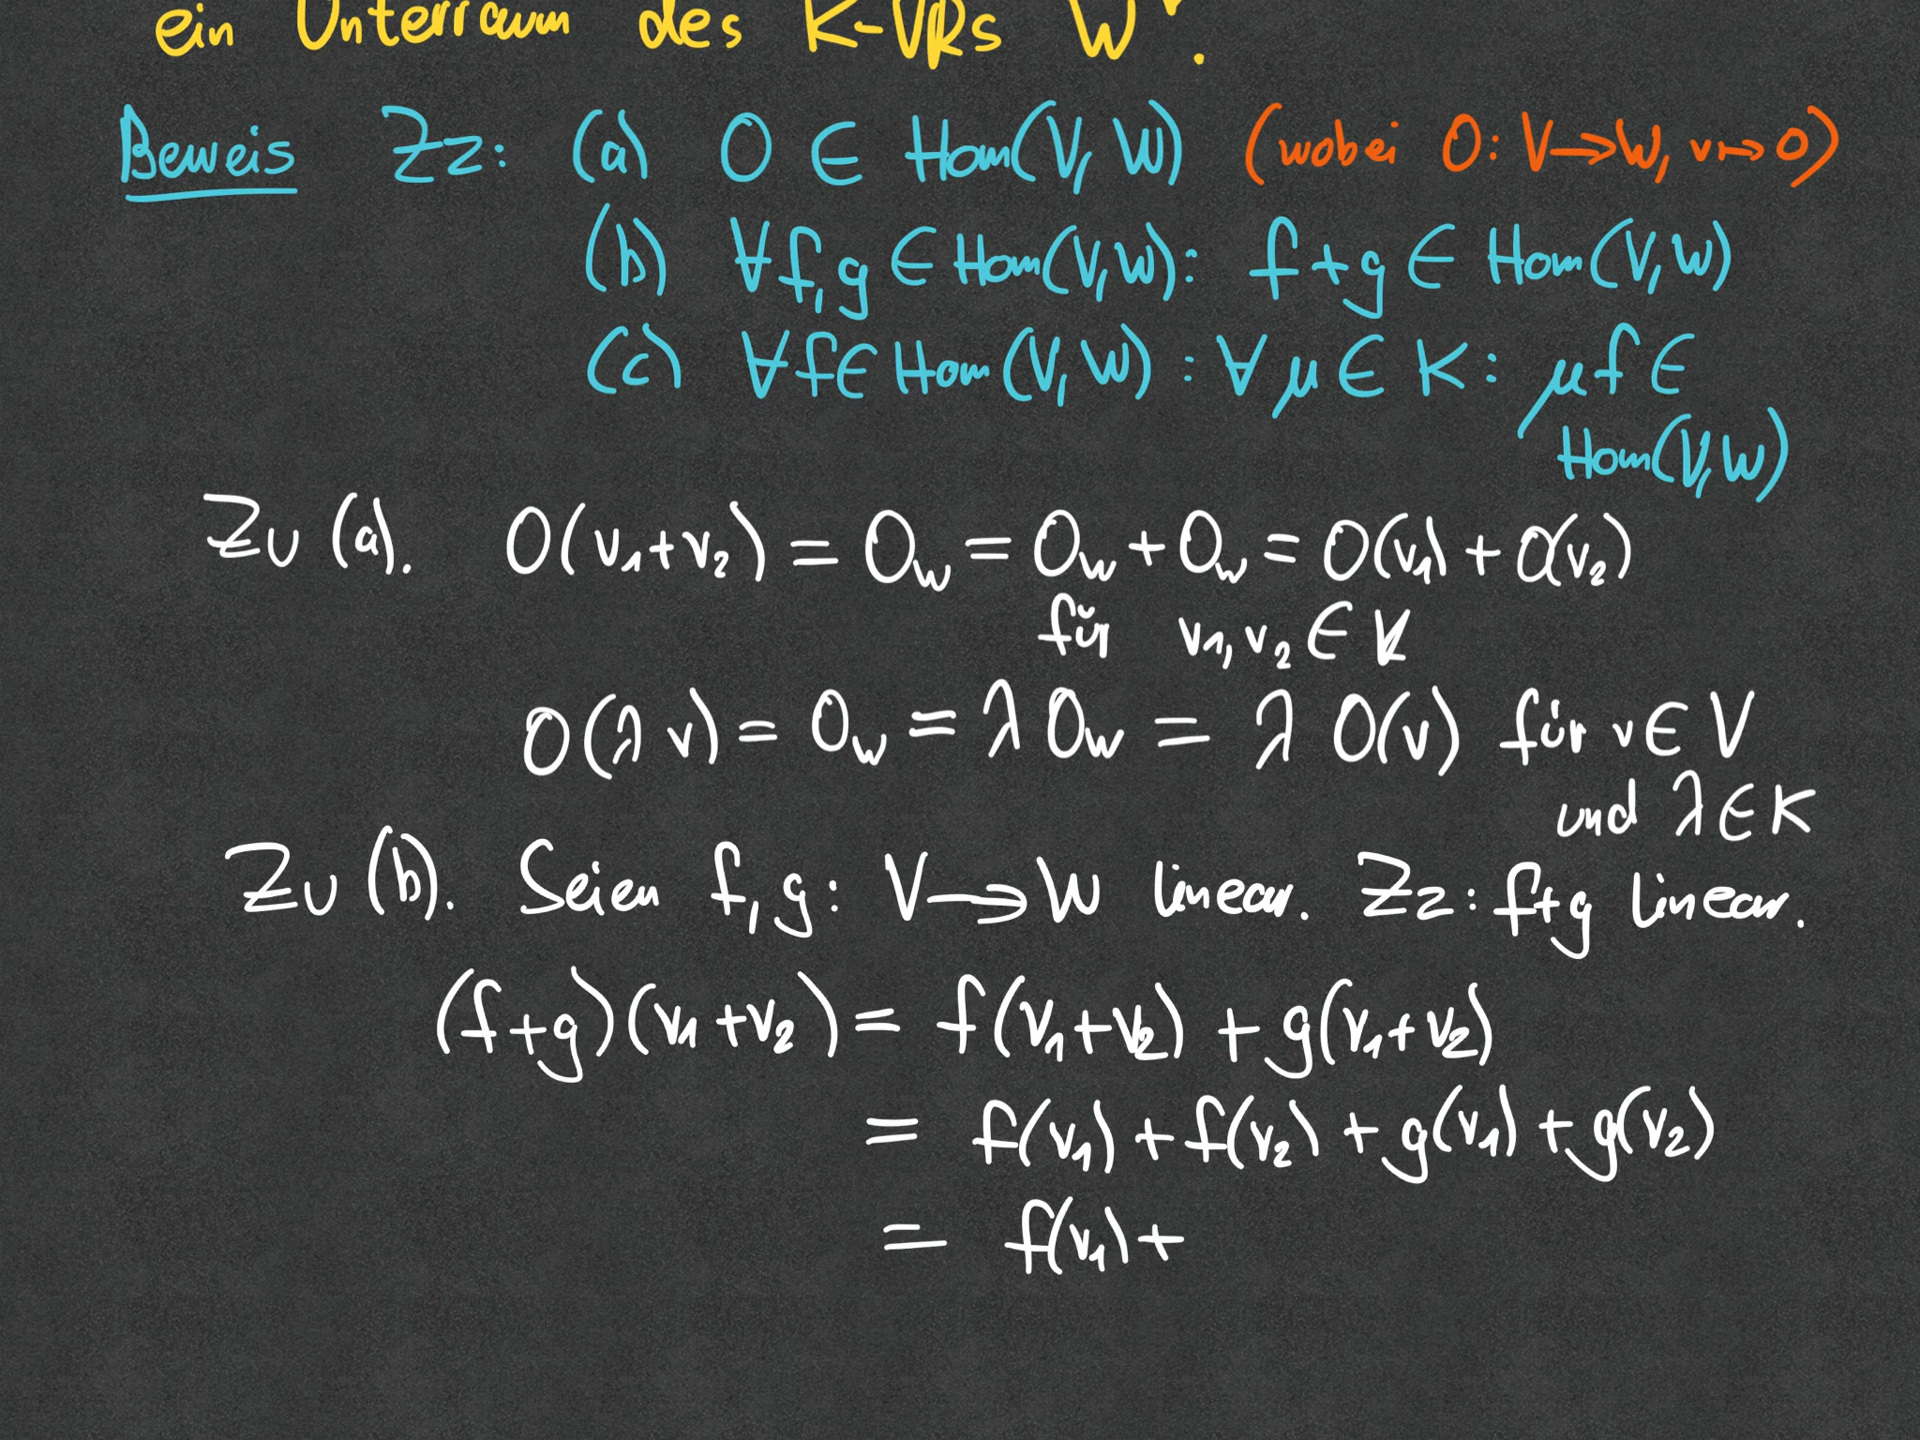 ein Unterraum des K-VRs W^V.
Beweis Zz: (a) 0 ∈ Hom(V, W) (wobei 0: V→W, v↦0)
(b) ∀f,g ∈ Hom(V,W): f+g ∈ Hom(V,W)
(c) ∀f∈Hom(V,W): ∀μ∈K: μf ∈
Hom(V,W)
Zu (a). 0(v₁+v₂) = 0_W = 0_W + 0_W = 0(v₁) + 0(v₂)
für v₁, v₂ ∈ V
0(λ v) = 0_W = λ 0_W = λ 0(v) für v∈V
und λ∈K
Zu (b). Seien f, g: V→W linear. Zz: f+g linear.
(f+g)(v₁+v₂) = f(v₁+v₂) + g(v₁+v₂)
= f(v₁) + f(v₂) + g(v₁) + g(v₂)
= f(v₁) +